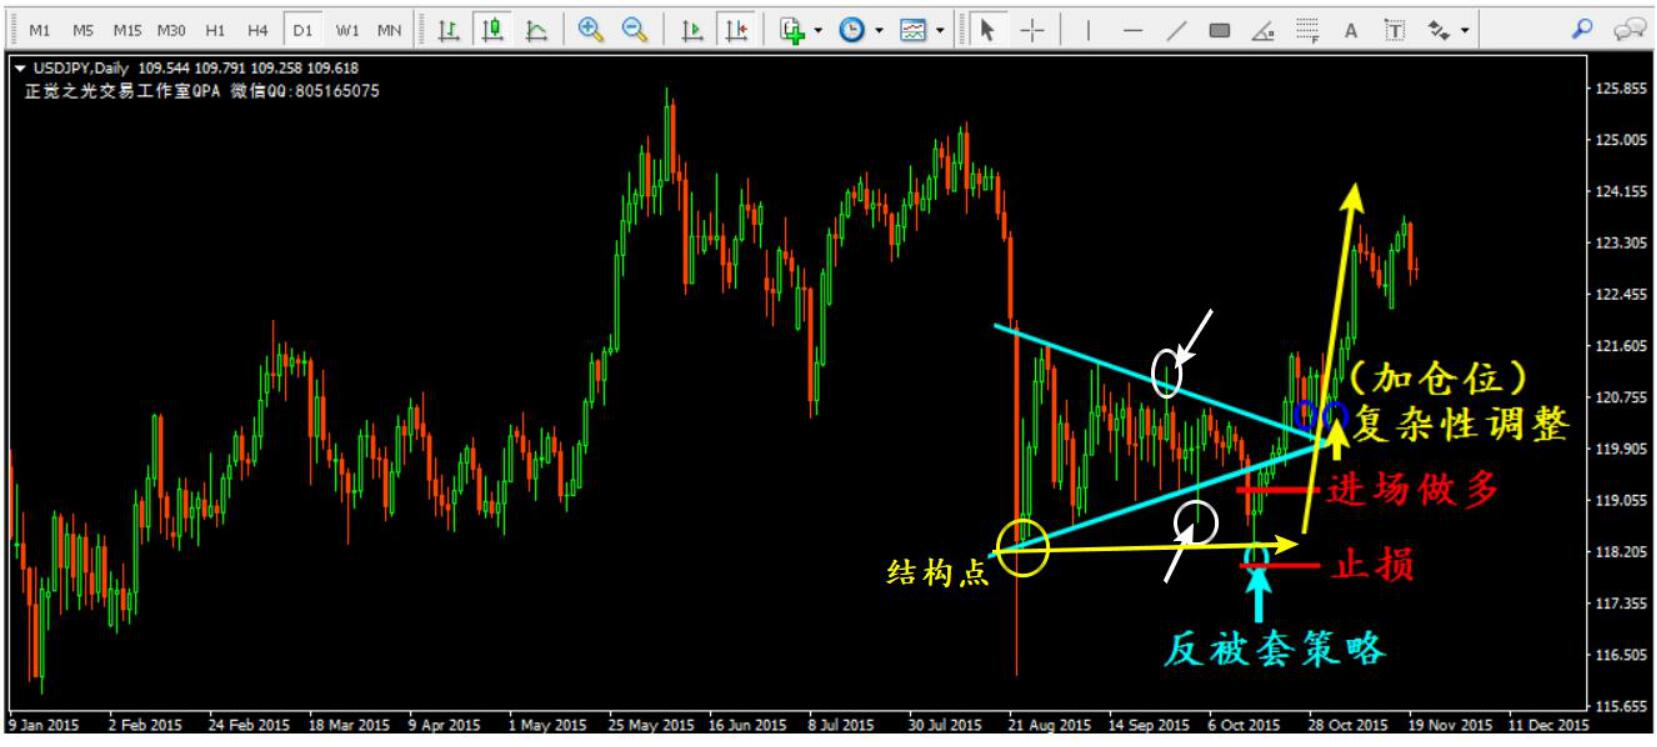 M1 M5 M15 M30 H1 H4 D1 W1 MN
F A T
USDJPY,Daily 109.544 109.791 109.258 109.618
正觉之光交易工作室QPA 微信QQ:805165075
125.855
125.005
124.155
123.305
122.455
121.605
(加仓位)
120.755
复杂性调整
119.905
进场做多
119.055
118.205
止损
结构点
117.355
反被套策略
116.505
115.655
9 Jan 2015 2 Feb 2015 24 Feb 2015 18 Mar 2015 9 Apr 2015 1 May 2015 25 May 2015 16 Jun 2015 8 Jul 2015 30 Jul 2015 21 Aug 2015 14 Sep 2015 6 Oct 2015 28 Oct 2015 19 Nov 2015 11 Dec 2015